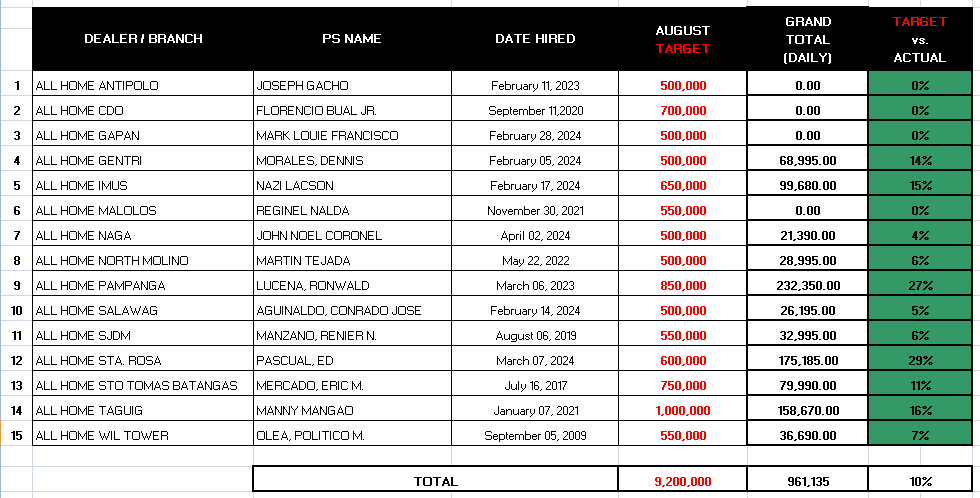 DEALER / BRANCH PS NAME DATE HIRED AUGUST TARGET GRAND TOTAL (DAILY) TARGET vs. ACTUAL
1 ALL HOME ANTIPOLO JOSEPH GACHO February 11, 2023 500,000 0.00 0%
2 ALL HOME CDO FLORENCIO BUAL JR. September 11,2020 700,000 0.00 0%
3 ALL HOME GAPAN MARK LOUIE FRANCISCO February 28, 2024 500,000 0.00 0%
4 ALL HOME GENTRI MORALES, DENNIS February 05, 2024 500,000 68,995.00 14%
5 ALL HOME IMUS NAZI LACSON February 17, 2024 650,000 99,680.00 15%
6 ALL HOME MALOLOS REGINEL NALDA November 30, 2021 550,000 0.00 0%
7 ALL HOME NAGA JOHN NOEL CORONEL April 02, 2024 500,000 21,390.00 4%
8 ALL HOME NORTH MOLINO MARTIN TEJADA May 22, 2022 500,000 28,995.00 6%
9 ALL HOME PAMPANGA LUCENA, RONWALD March 06, 2023 850,000 232,350.00 27%
10 ALL HOME SALAWAG AGUINALDO, CONRADO JOSE February 14, 2024 500,000 26,195.00 5%
11 ALL HOME SJDM MANZANO, RENIER N. August 06, 2019 550,000 32,995.00 6%
12 ALL HOME STA. ROSA PASCUAL, ED March 07, 2024 600,000 175,185.00 29%
13 ALL HOME STO TOMAS BATANGAS MERCADO, ERIC M. July 16, 2017 750,000 79,990.00 11%
14 ALL HOME TAGUIG MANNY MANGAO January 07, 2021 1,000,000 158,670.00 16%
15 ALL HOME WIL TOWER OLEA, POLITICO M. September 05, 2009 550,000 36,690.00 7%
TOTAL 9,200,000 961,135 10%